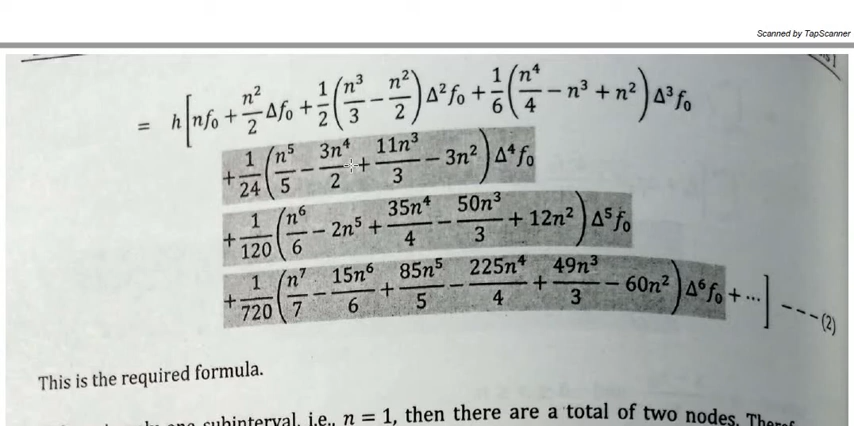 Scanned by TapScanner
= h[nf₀ + n²/2 Δf₀ + 1/2 (n³/3 − n²/2) Δ²f₀ + 1/6 (n⁴/4 − n³ + n²) Δ³f₀
+ 1/24 (n⁵/5 − 3n⁴/2 + 11n³/3 − 3n²) Δ⁴f₀
+ 1/120 (n⁶/6 − 2n⁵ + 35n⁴/4 − 50n³/3 + 12n²) Δ⁵f₀
+ 1/720 (n⁷/7 − 15n⁶/6 + 85n⁵/5 − 225n⁴/4 + 49n³/3 − 60n²) Δ⁶f₀ + ⋯] −−−−(2)
This is the required formula.
subinterval, i.e., n = 1, then there are a total of two nodes.